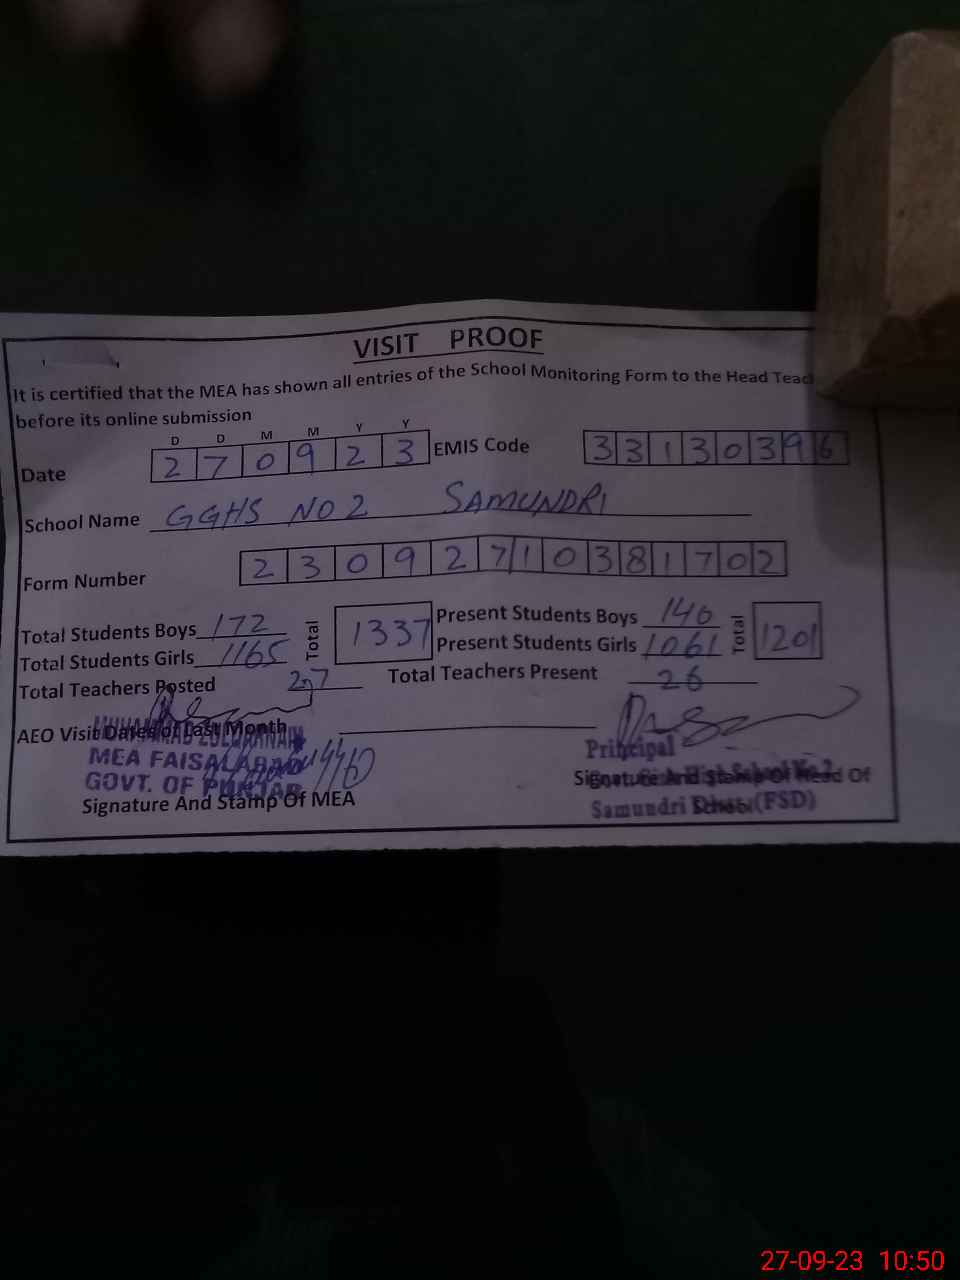 VISIT PROOF
It is certified that the MEA has shown all entries of the School Monitoring Form to the Head Teac
before its online submission
D D M M Y Y
Date 2 7 0 9 2 3 EMIS Code 3 3 1 3 0 3 9 6
School Name GGHS NO 2 SAMUNDRI
Form Number 2 3 0 9 2 7 1 0 3 8 1 7 0 2
Total Students Boys 172 Total 1337 Present Students Boys 146 Total 1201
Total Students Girls 1165 Present Students Girls 1061
Total Teachers Posted 27 Total Teachers Present 26
AEO Visit Dates of Last Month
MEA FAISALABAD
GOVT. OF PUNJAB
Signature And Stamp Of MEA
Principal
Signature And Stamp Of Head Of
School
Samundri (FSD)
27-09-23 10:50